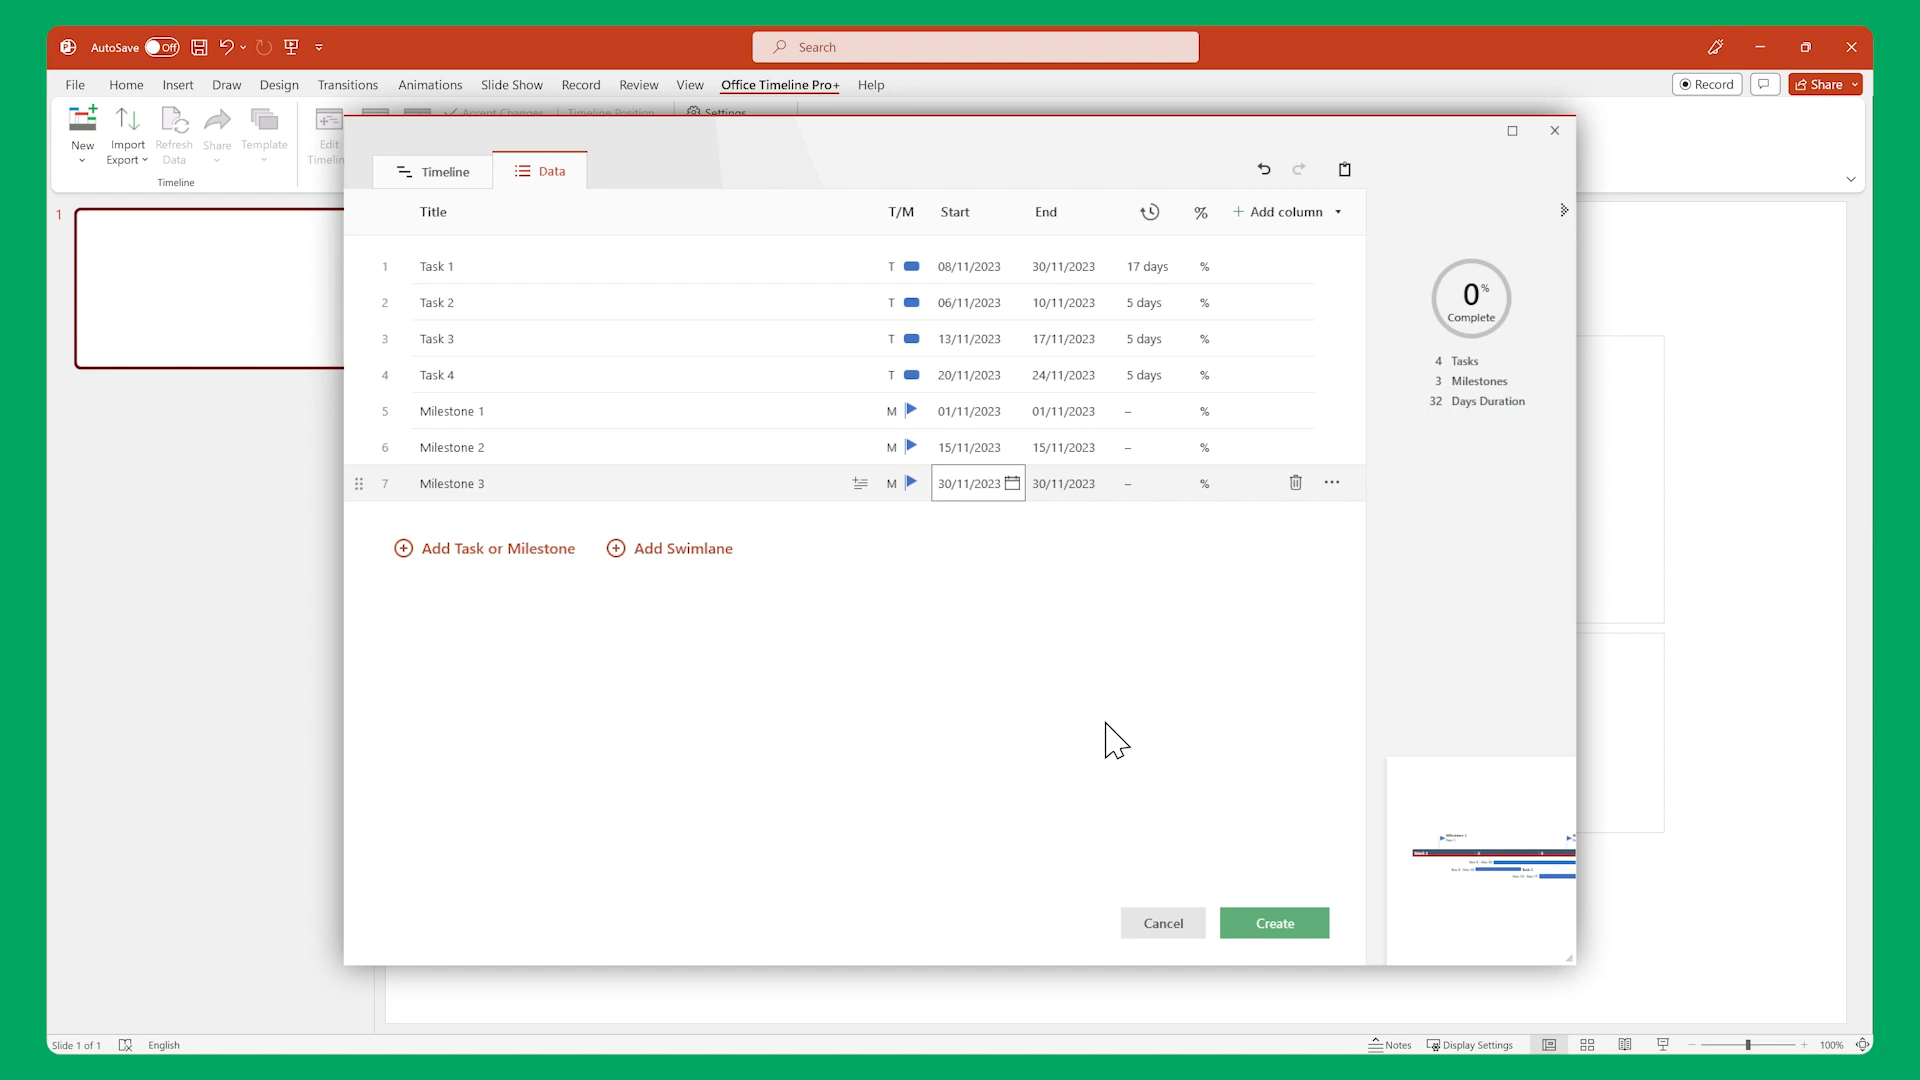 AutoSave Off Search
File Home Insert Draw Design Transitions Animations Slide Show Record Review View Office Timeline Pro+ Help Record Share
New Import Export Refresh Data Share Template Edit Settings
Timeline
Timeline Data
Title T/M Start End % + Add column
1
1 Task 1 T 08/11/2023 30/11/2023 17 days %
2 Task 2 T 06/11/2023 10/11/2023 5 days %
3 Task 3 T 13/11/2023 17/11/2023 5 days %
4 Task 4 T 20/11/2023 24/11/2023 5 days %
5 Milestone 1 M 01/11/2023 01/11/2023 – %
6 Milestone 2 M 15/11/2023 15/11/2023 – %
7 Milestone 3 M 30/11/2023 30/11/2023 – %
Add Task or Milestone Add Swimlane
0%
Complete
4 Tasks
3 Milestones
32 Days Duration
Cancel Create
Slide 1 of 1 English Notes Display Settings 100%